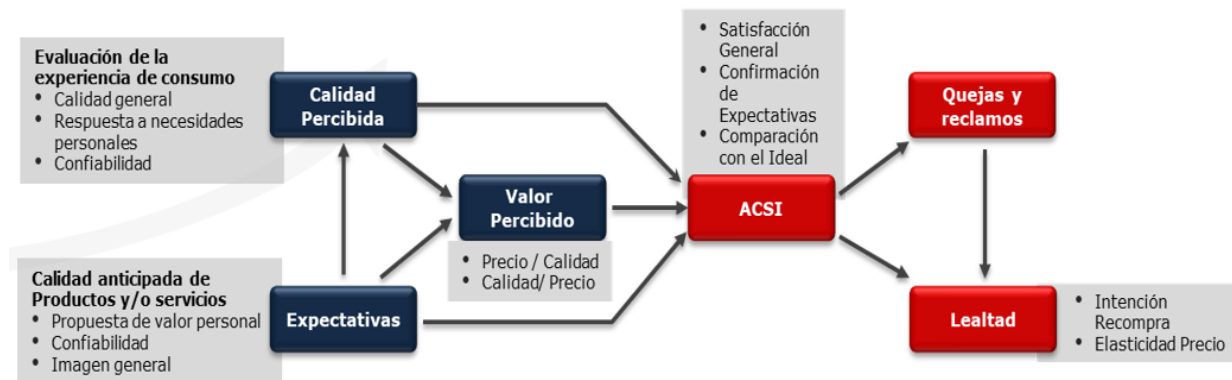 Evaluación de la
experiencia de consumo
• Calidad general
• Respuesta a necesidades
personales
• Confiabilidad
Calidad
Percibida
• Satisfacción
General
• Confirmación
de
Expectativas
• Comparación
con el Ideal
Quejas y
reclamos
Valor
Percibido
ACSI
• Precio / Calidad
• Calidad/ Precio
Calidad anticipada de
Productos y/o servicios
• Propuesta de valor personal
• Confiabilidad
• Imagen general
Expectativas
Lealtad
• Intención
Recompra
• Elasticidad Precio